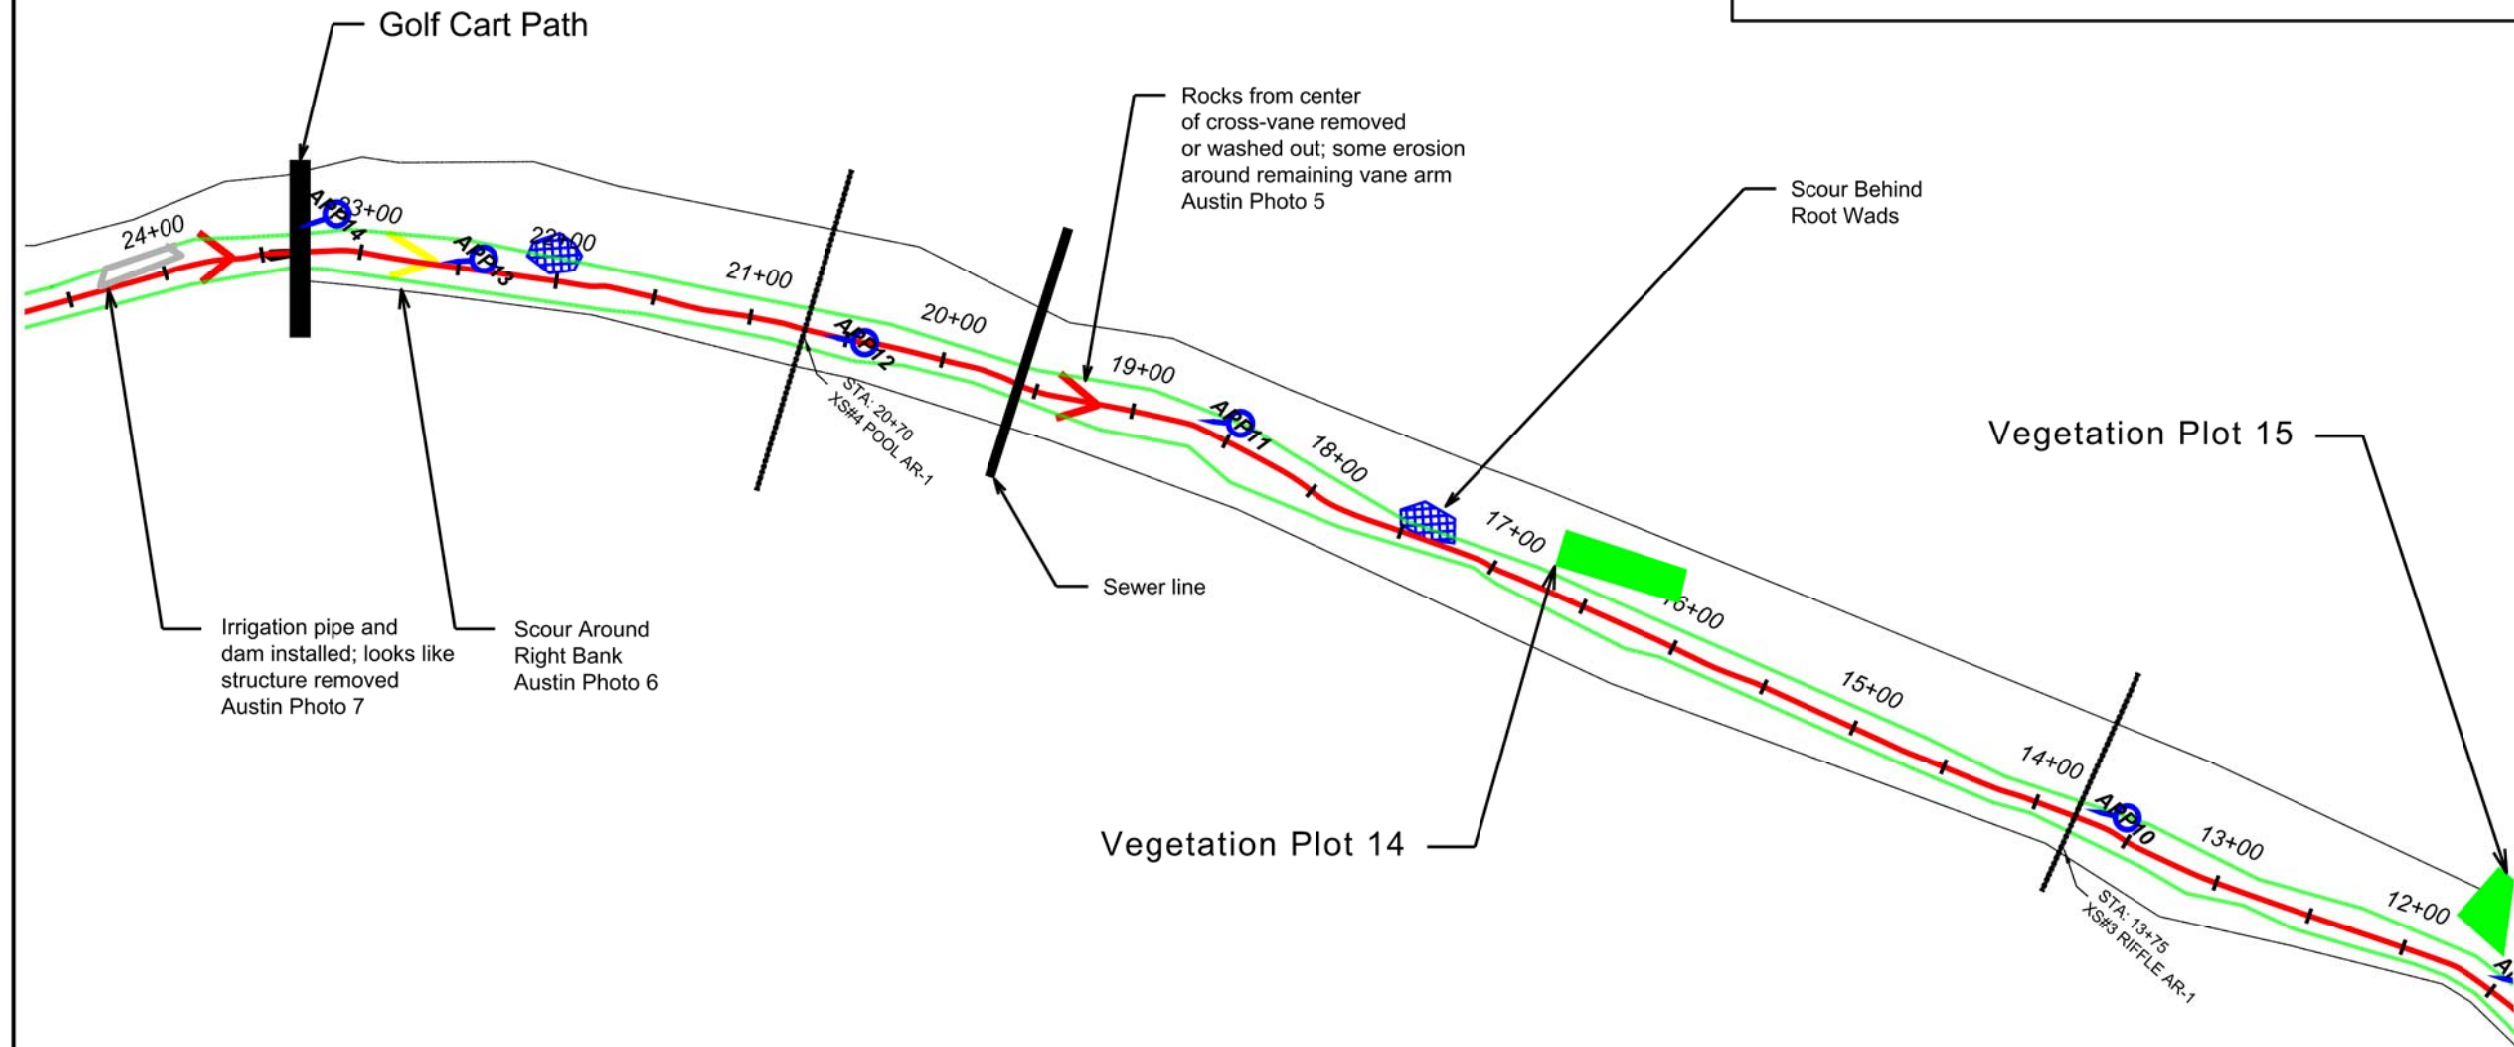 Golf Cart Path
Rocks from center
of cross-vane removed
or washed out; some erosion
around remaining vane arm
Austin Photo 5
Scour Behind
Root Wads
24+00
APP14
23+00
APP13
22+00
21+00
APP12
20+00
19+00
APP11
18+00
STA: 20+70
XS#4 POOL AR-1
Vegetation Plot 15
17+00
Sewer line
16+00
Irrigation pipe and
dam installed; looks like
structure removed
Austin Photo 7
Scour Around
Right Bank
Austin Photo 6
15+00
14+00
APP10
13+00
Vegetation Plot 14
12+00
STA: 13+75
XS#3 RIFFLE AR-1